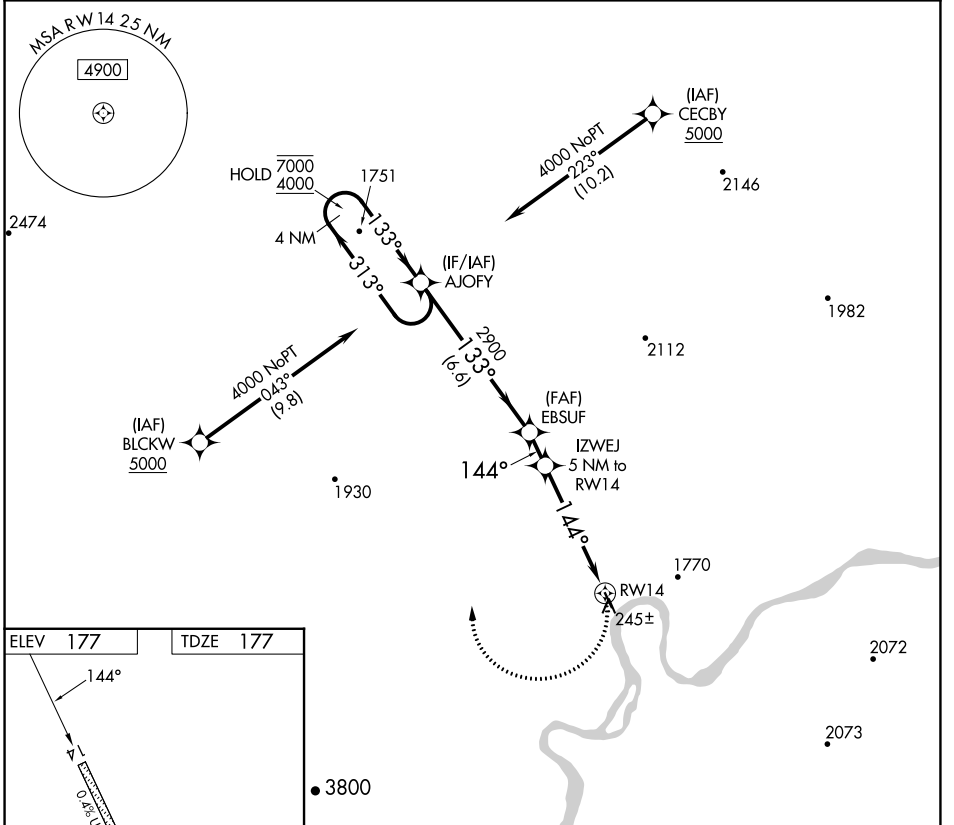 MSA RW14 25 NM
4900
(IAF)
CECBY
5000
4000 NoPT
223°
(10.2)
2146
HOLD 7000
4000
1751
4 NM
133°
313°
2474
(IF/IAF)
AJOFY
1982
2112
2900
133°
(6.6)
4000 NoPT
043°
(9.8)
(IAF)
BLCKW
5000
(FAF)
EBSUF
IZWEJ
5 NM to
RW14
144°
1930
144°
1770
RW14
245±
ELEV 177
TDZE 177
144°
2072
14
2073
3800
0.4%